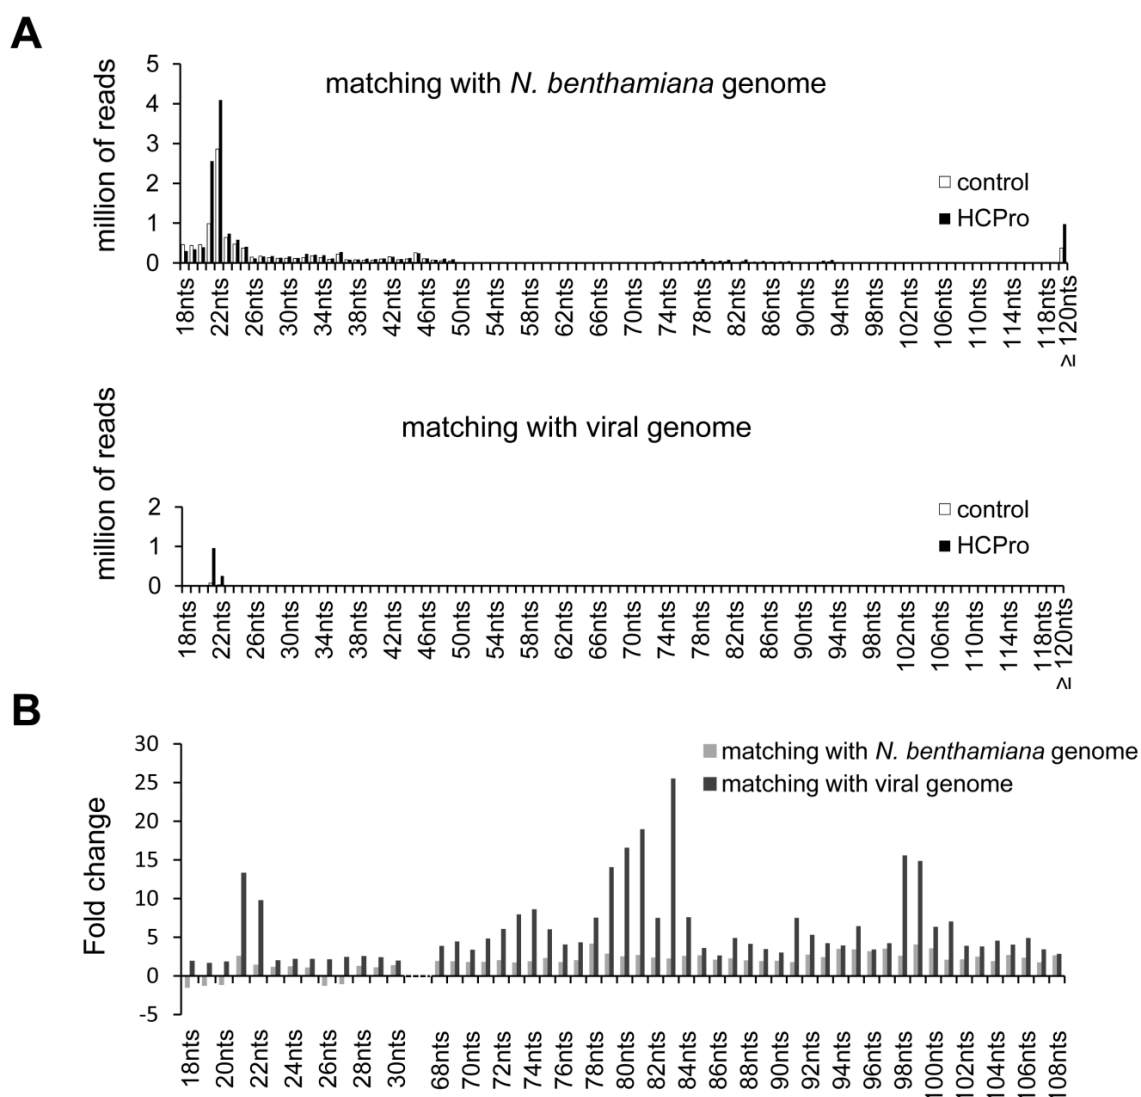 A
matching with N. benthamiana genome
million of reads
5
4
3
2
1
0
control
HCPro
18nts 22nts 26nts 30nts 34nts 38nts 42nts 46nts 50nts 54nts 58nts 62nts 66nts 70nts 74nts 78nts 82nts 86nts 90nts 94nts 98nts 102nts 106nts 110nts 114nts 118nts ≥ 120nts
matching with viral genome
million of reads
2
1
0
control
HCPro
18nts 22nts 26nts 30nts 34nts 38nts 42nts 46nts 50nts 54nts 58nts 62nts 66nts 70nts 74nts 78nts 82nts 86nts 90nts 94nts 98nts 102nts 106nts 110nts 114nts 118nts ≥ 120nts
B
matching with N. benthamiana genome
matching with viral genome
Fold change
30
25
20
15
10
5
0
-5
18nts 20nts 22nts 24nts 26nts 28nts 30nts 68nts 70nts 72nts 74nts 76nts 78nts 80nts 82nts 84nts 86nts 88nts 90nts 92nts 94nts 96nts 98nts 100nts 102nts 104nts 106nts 108nts